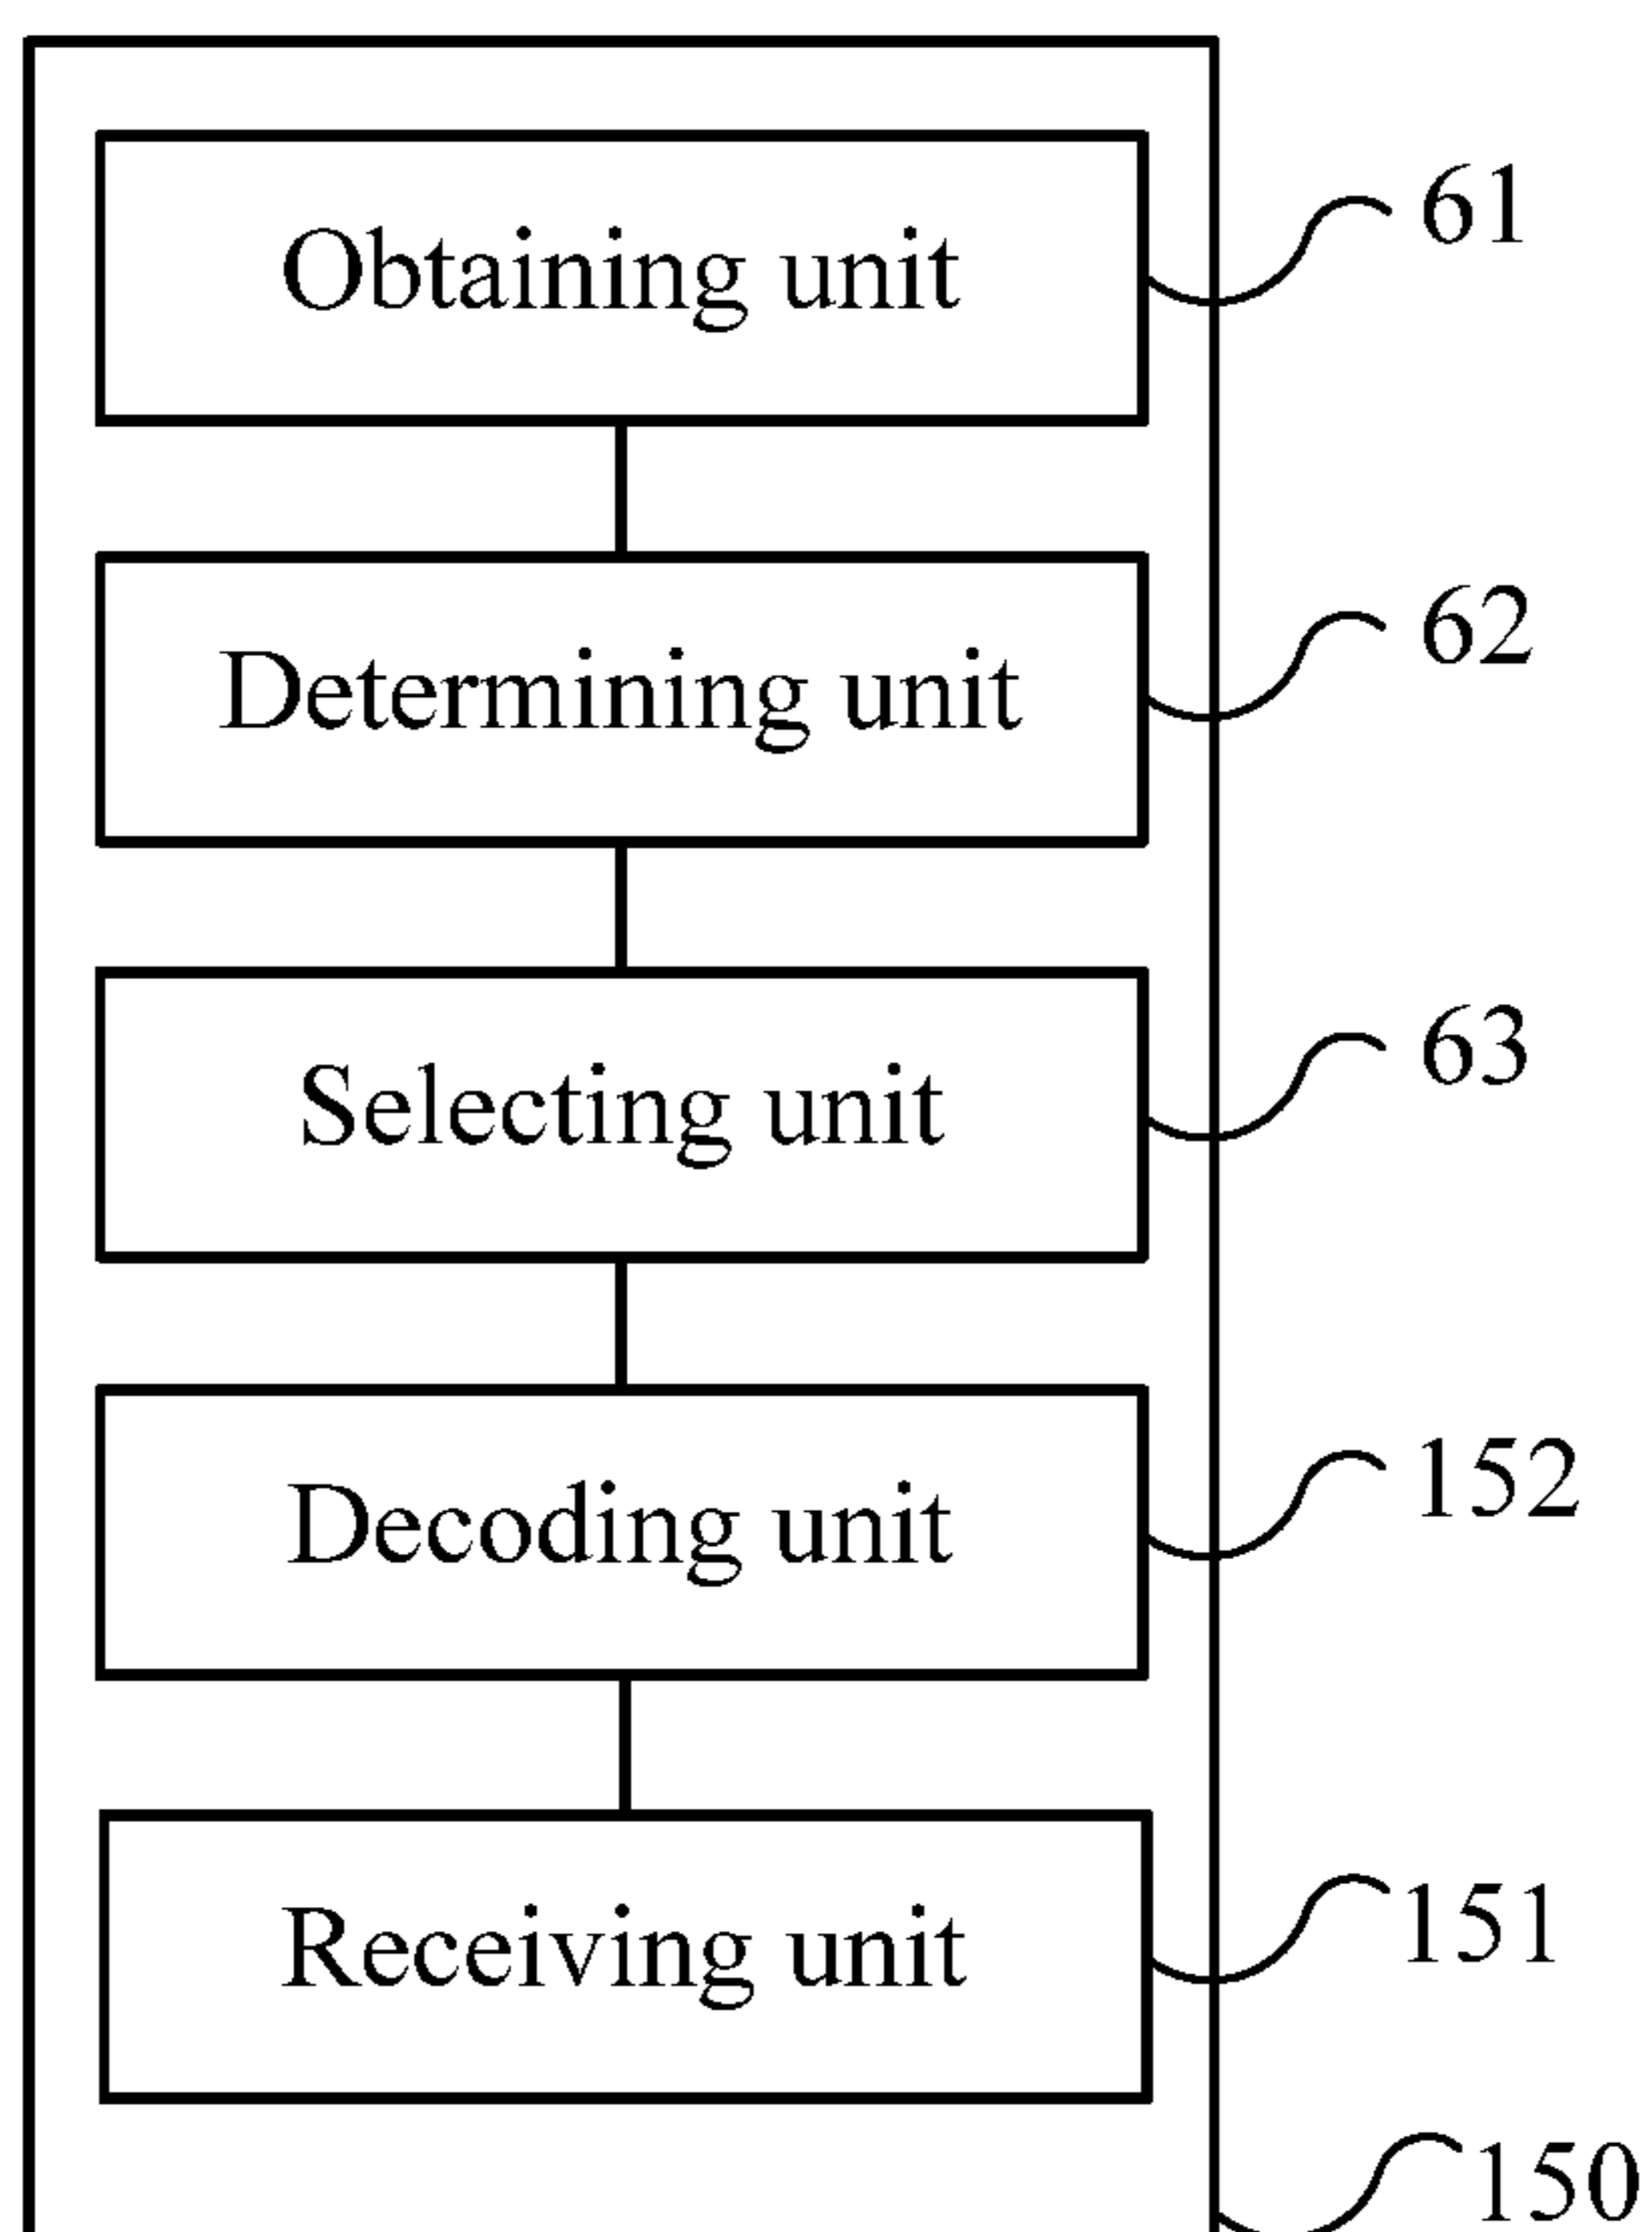 Obtaining unit
61
Determining unit
62
Selecting unit
63
Decoding unit
152
Receiving unit
151
150